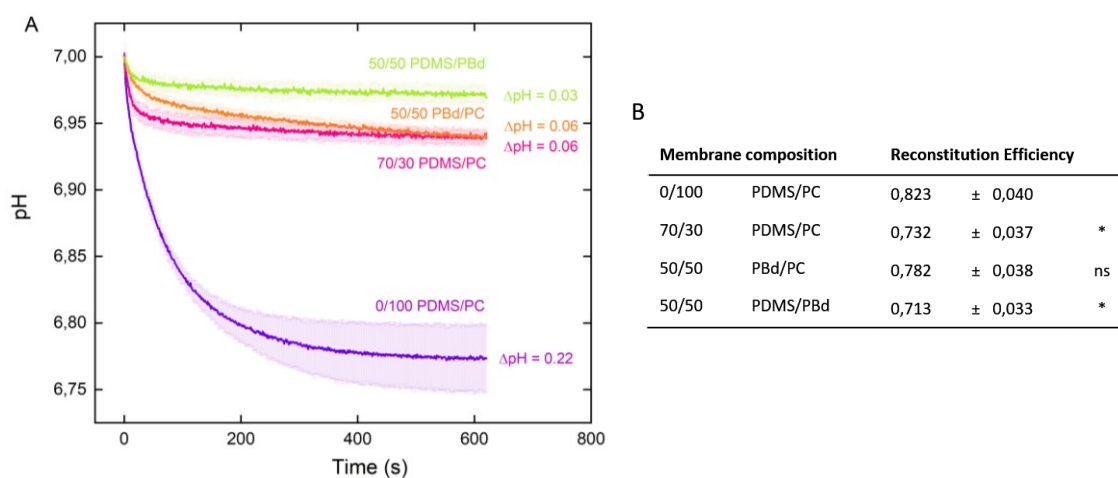 A
7,00
6,95
6,90
6,85
6,80
6,75
pH
0
200
400
600
800
Time (s)
50/50 PDMS/PBd
ΔpH = 0.03
50/50 PBd/PC
ΔpH = 0.06
ΔpH = 0.06
70/30 PDMS/PC
0/100 PDMS/PC
ΔpH = 0.22
B
Membrane composition Reconstitution Efficiency
0/100 PDMS/PC 0,823 ± 0,040
70/30 PDMS/PC 0,732 ± 0,037 *
50/50 PBd/PC 0,782 ± 0,038 ns
50/50 PDMS/PBd 0,713 ± 0,033 *